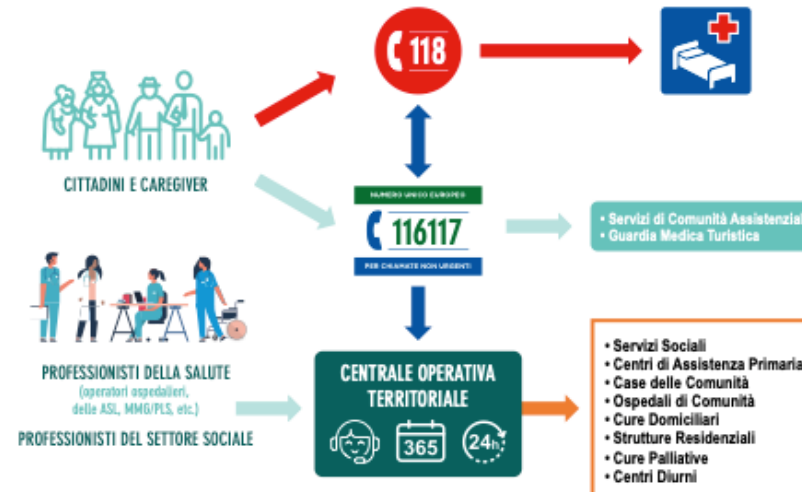 118
CITTADINI E CAREGIVER
NUMERO UNICO EUROPEO
116117
PER CHIAMATE NON URGENTI
• Servizi di Comunità Assistenzial
• Guardia Medica Turistica
PROFESSIONISTI DELLA SALUTE
(operatori ospedalieri,
delle ASL, MMG/PLS, etc.)
PROFESSIONISTI DEL SETTORE SOCIALE
CENTRALE OPERATIVA
TERRITORIALE
365
24h
• Servizi Sociali
• Centri di Assistenza Primaria
• Case delle Comunità
• Ospedali di Comunità
• Cure Domiciliari
• Strutture Residenziali
• Cure Palliative
• Centri Diurni